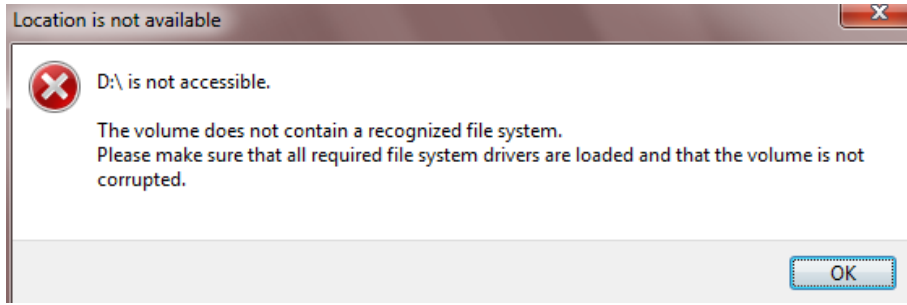 Location is not available
D:\ is not accessible.
The volume does not contain a recognized file system.
Please make sure that all required file system drivers are loaded and that the volume is not
corrupted.
OK